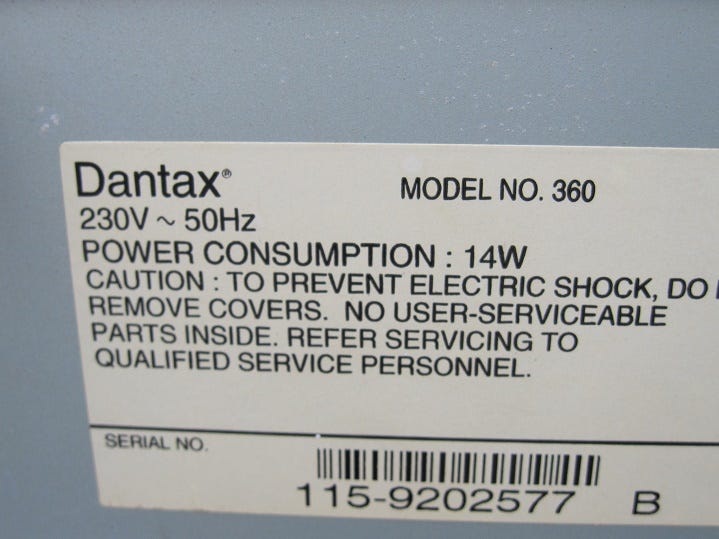 Dantax®
MODEL NO. 360
230V ~ 50Hz
POWER CONSUMPTION : 14W
CAUTION : TO PREVENT ELECTRIC SHOCK, DO
REMOVE COVERS. NO USER-SERVICEABLE
PARTS INSIDE. REFER SERVICING TO
QUALIFIED SERVICE PERSONNEL.
SERIAL NO.
115-9202577 B